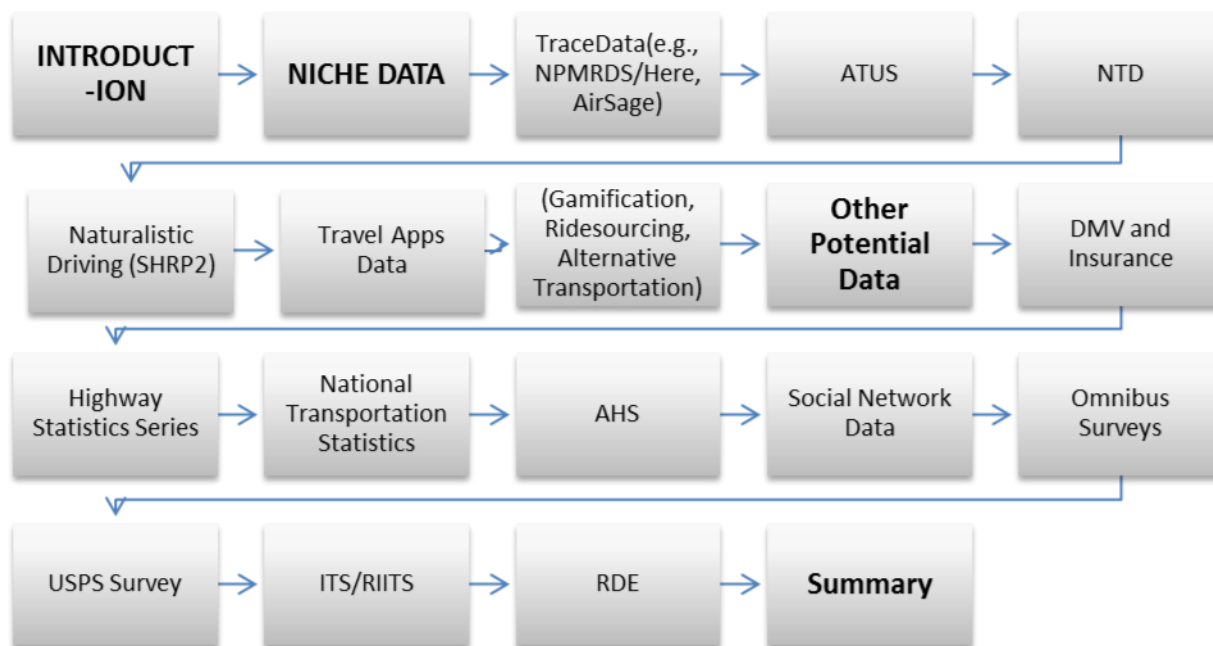 INTRODUCT
-ION
NICHE DATA
TraceData(e.g.,
NPMRDS/Here,
AirSage)
ATUS
NTD
Naturalistic
Driving (SHRP2)
Travel Apps
Data
(Gamification,
Ridesourcing,
Alternative
Transportation)
Other
Potential
Data
DMV and
Insurance
Highway
Statistics Series
National
Transportation
Statistics
AHS
Social Network
Data
Omnibus
Surveys
USPS Survey
ITS/RIITS
RDE
Summary